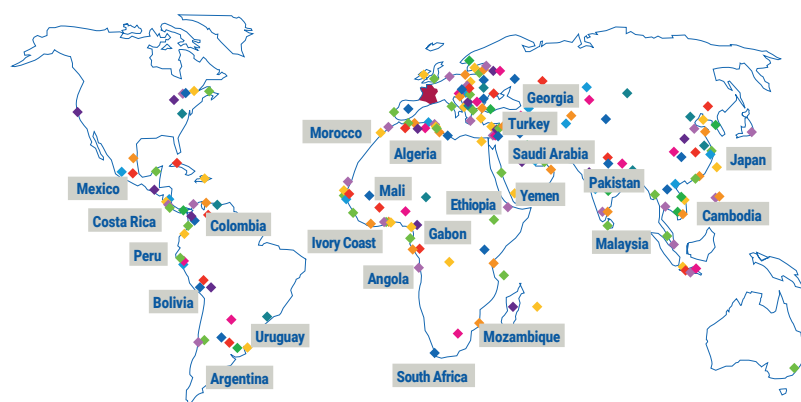 Georgia
Turkey
Morocco
Algeria
Saudi Arabia
Japan
Pakistan
Mexico
Mali
Yemen
Ethiopia
Cambodia
Costa Rica
Colombia
Ivory Coast
Gabon
Malaysia
Peru
Angola
Bolivia
Uruguay
Mozambique
Argentina
South Africa